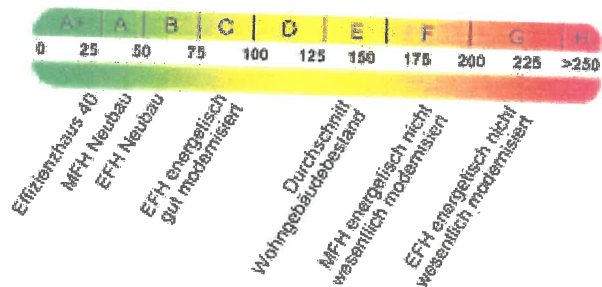 A+ A B C D E F G H
0 25 50 75 100 125 150 175 200 225 >250
Effizienzhaus 40
MFH Neubau
EFH Neubau
EFH energetisch
gut modernisiert
Durchschnitt
Wohngebäudebestand
MFH energetisch nicht
wesentlich modernisiert
EFH energetisch nicht
wesentlich modernisiert